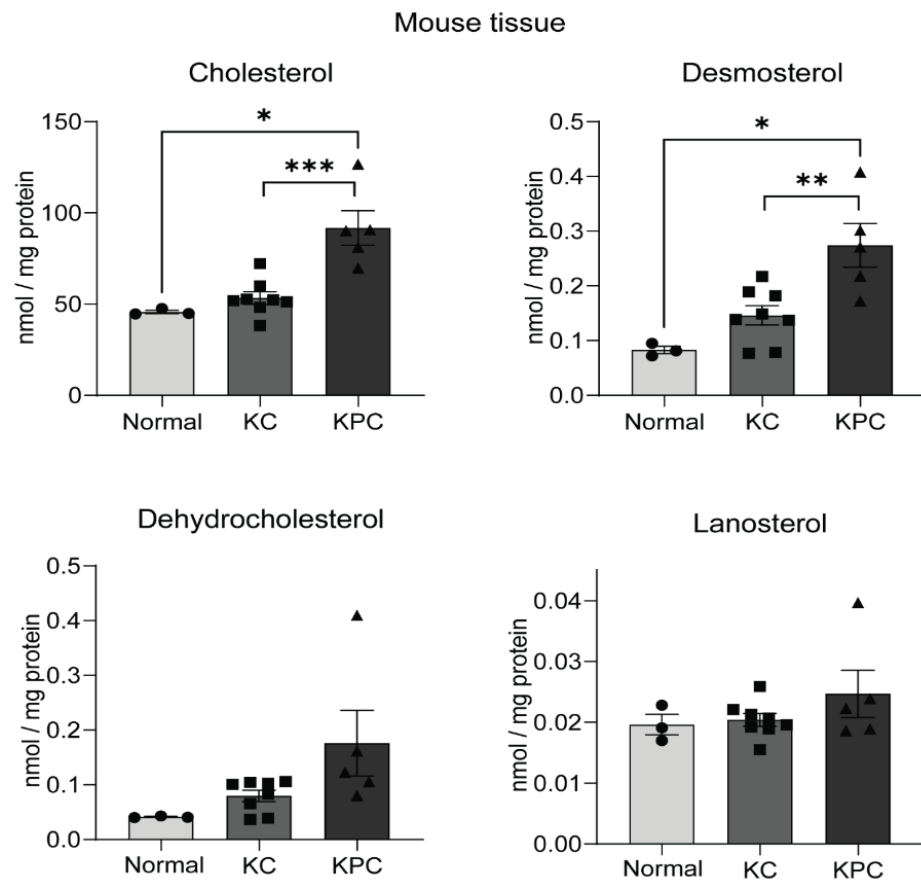 Mouse tissue
Cholesterol
nmol / mg protein
150
100
50
0
*
***
Normal KC KPC
Desmosterol
nmol / mg protein
0.5
0.4
0.3
0.2
0.1
0.0
*
**
Normal KC KPC
Dehydrocholesterol
nmol / mg protein
0.5
0.4
0.3
0.2
0.1
0.0
Normal KC KPC
Lanosterol
nmol / mg protein
0.04
0.03
0.02
0.01
0.00
Normal KC KPC